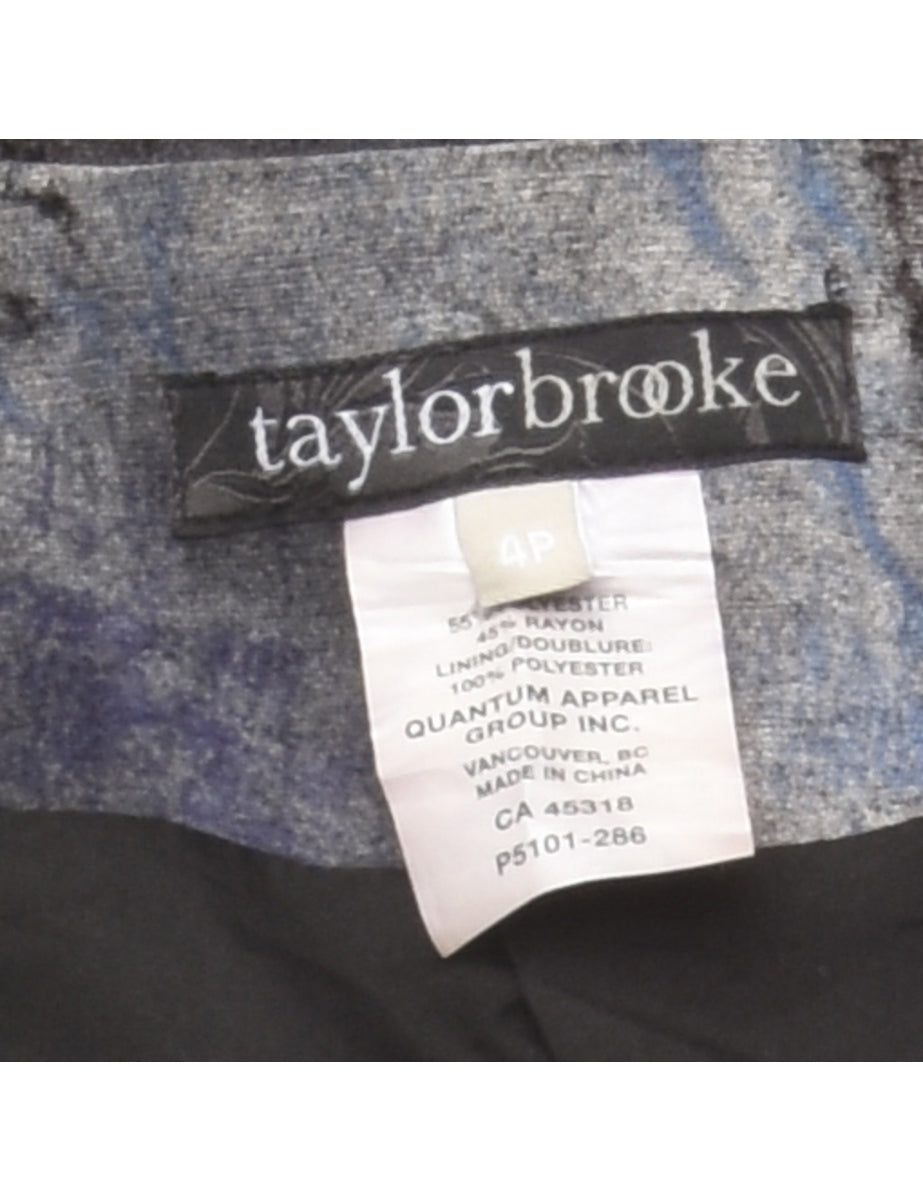 taylorbrooke
4P
55% POLYESTER
45% RAYON
LINING/DOUBLURE:
100% POLYESTER
QUANTUM APPAREL
GROUP INC.
VANCOUVER, BC
MADE IN CHINA
CA 45318
P5101-286